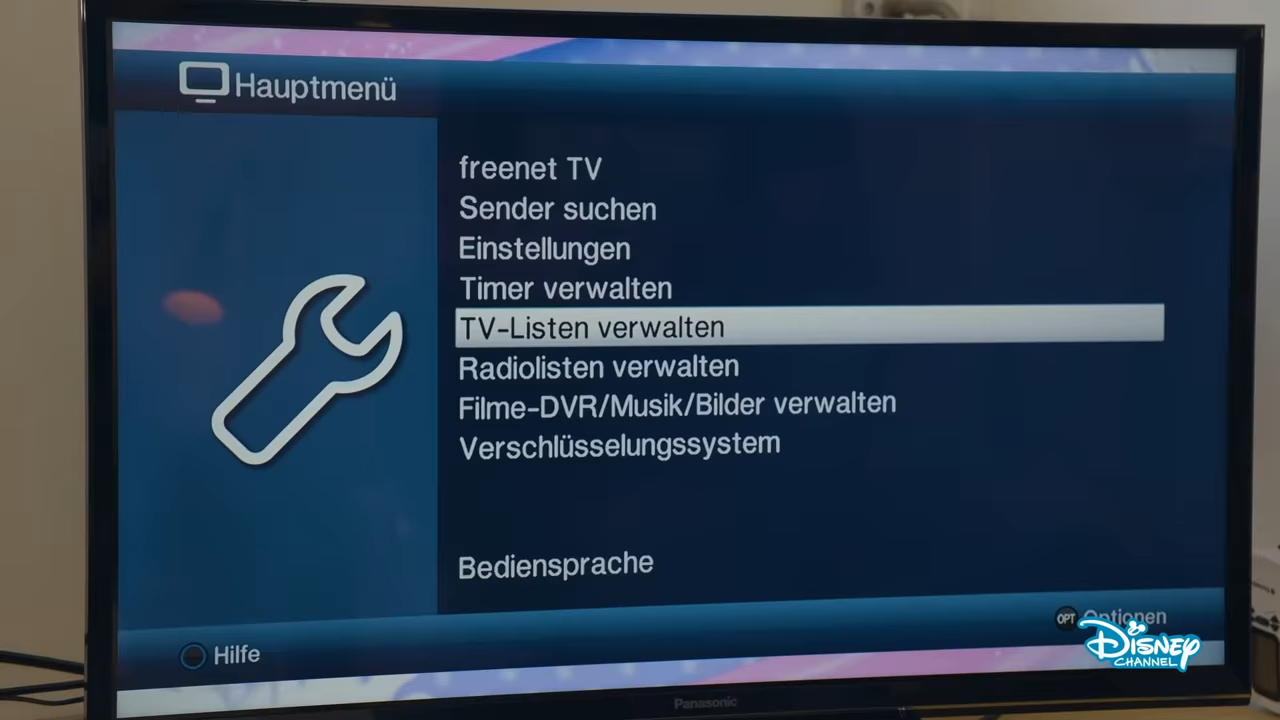 Hauptmenü
freenet TV
Sender suchen
Einstellungen
Timer verwalten
TV-Listen verwalten
Radiolisten verwalten
Filme-DVR/Musik/Bilder verwalten
Verschlüsselungssystem
Bediensprache
OPT Optionen
Hilfe
Disney
CHANNEL
Panasonic